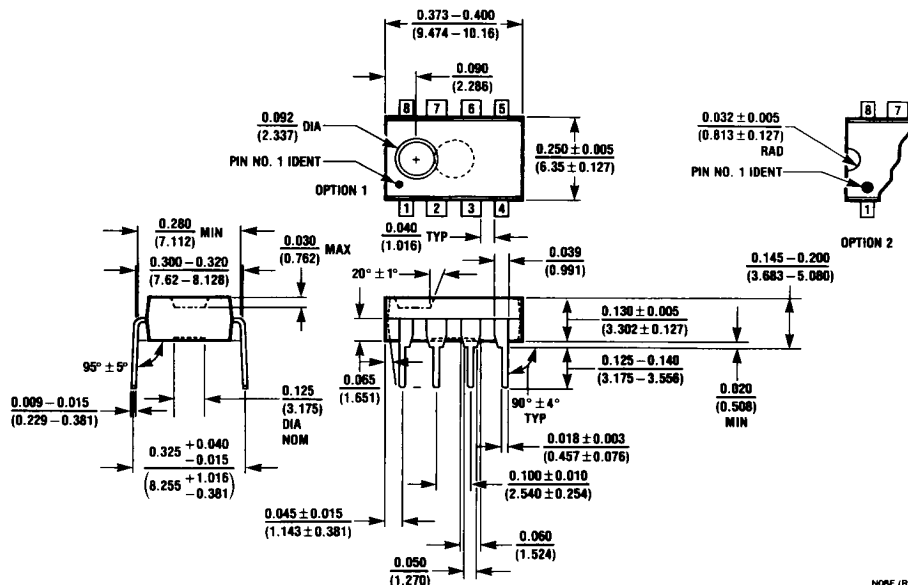 0.373 – 0.400
(9.474 – 10.16)
0.090
(2.286)
8 7 6 5
0.092 DIA
(2.337)
PIN NO. 1 IDENT
OPTION 1
0.250 ± 0.005
(6.35 ± 0.127)
1 2 3 4
0.032 ± 0.005
(0.813 ± 0.127)
RAD
PIN NO. 1 IDENT
8 7
1
OPTION 2
0.280 MIN
(7.112)
0.300 – 0.320
(7.62 – 8.128)
0.030 MAX
(0.762)
0.040 TYP
(1.016)
0.039
(0.991)
20° ± 1°
0.145 – 0.200
(3.683 – 5.080)
0.130 ± 0.005
(3.302 ± 0.127)
0.125 – 0.140
(3.175 – 3.556)
0.020
(0.508)
MIN
95° ± 5°
0.009 – 0.015
(0.229 – 0.381)
0.125
(3.175)
DIA
NOM
0.065
(1.651)
90° ± 4°
TYP
0.325 +0.040 −0.015
(8.255 +1.016 −0.381)
0.018 ± 0.003
(0.457 ± 0.076)
0.100 ± 0.010
(2.540 ± 0.254)
0.045 ± 0.015
(1.143 ± 0.381)
0.060
(1.524)
0.050
(1.270)